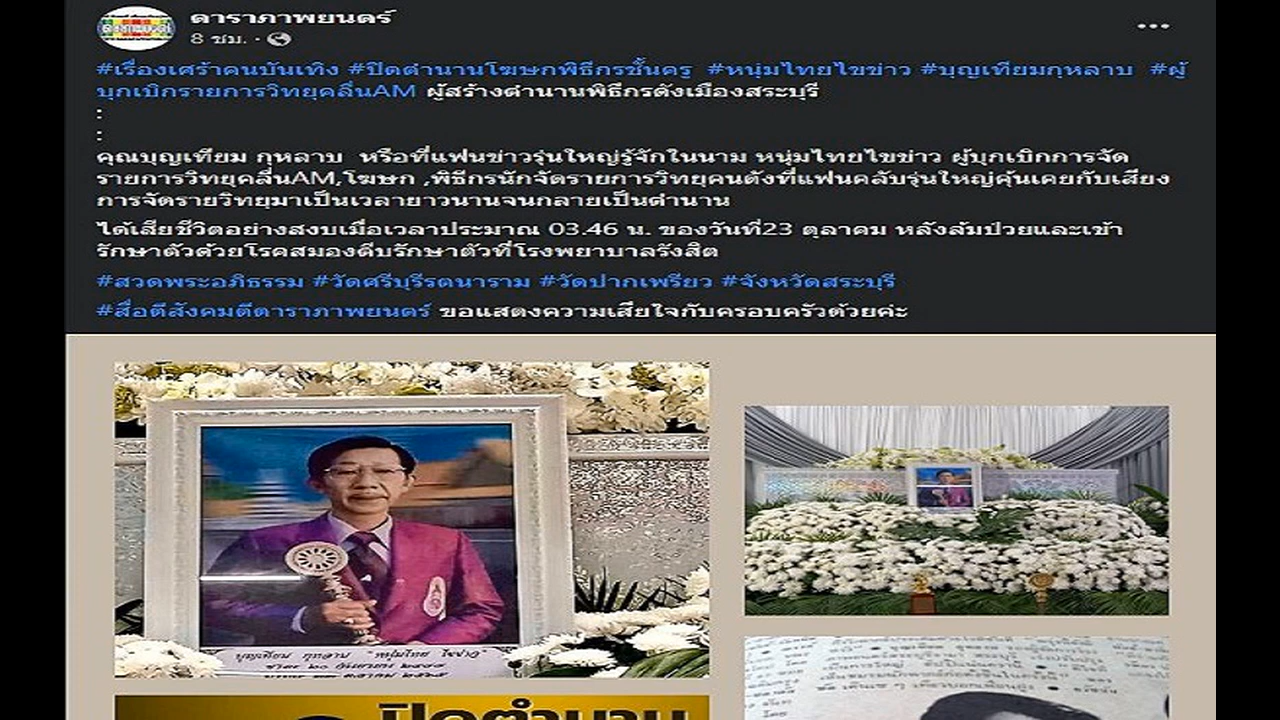 ดาราภาพยนตร์
8 ชม. ·
#เรื่องเศร้าคนบันเทิง #ปิดตำนานโฆษกพิธีกรชั้นครู #หนุ่มไทยไขข่าว #บุญเทียมกุหลาบ #ผู้
บุกเบิกรายการวิทยุคลื่นAM ผู้สร้างตำนานพิธีกรดังเมืองสระบุรี
:
:
คุณบุญเทียม กุหลาบ หรือที่แฟนข่าวรุ่นใหญ่รู้จักในนาม หนุ่มไทยไขข่าว ผู้บุกเบิกการจัด
รายการวิทยุคลื่นAM,โฆษก ,พิธีกรนักจัดรายการวิทยุคนดังที่แฟนคลับรุ่นใหญ่คุ้นเคยกับเสียง
การจัดรายวิทยุมาเป็นเวลายาวนานจนกลายเป็นตำนาน
ได้เสียชีวิตอย่างสงบเมื่อเวลาประมาณ 03.46 น. ของวันที่23 ตุลาคม หลังล้มป่วยและเข้า
รักษาตัวด้วยโรคสมองตีบรักษาตัวที่โรงพยาบาลรังสิต
#สวดพระอภิธรรม #วัดศรีบุรีรตนาราม #วัดปากเพรียว #จังหวัดสระบุรี
#สื่อตีสังคมตีดาราภาพยนตร์ ขอแสดงความเสียใจกับครอบครัวด้วยค่ะ
บุญเทียม กุหลาบ "หนุ่มไทย ไขข่าว"
ปิดตำนาน